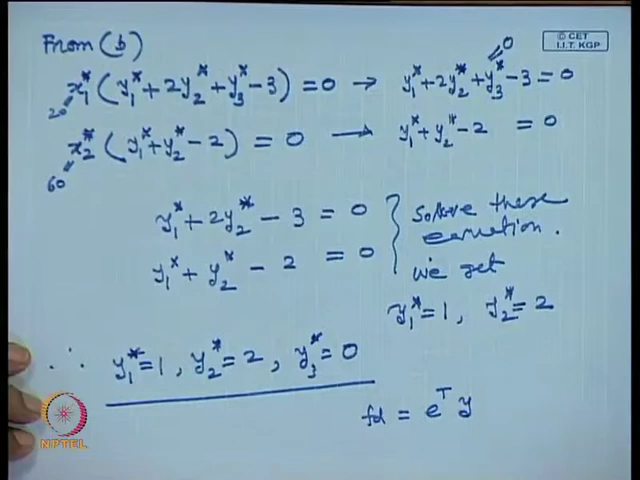 From (b)
© CET
I.I.T. KGP
x₁* (y₁* + 2y₂* + y₃* - 3) = 0 → y₁* + 2y₂* + y₃* - 3 = 0
20
0
x₂* (y₁* + y₂* - 2) = 0 → y₁* + y₂* - 2 = 0
60
y₁* + 2y₂* - 3 = 0
y₁* + y₂* - 2 = 0
solve these
equation.
we get
y₁* = 1, y₂* = 2
∴ y₁* = 1, y₂* = 2, y₃* = 0
fd = eᵀ y
NPTEL